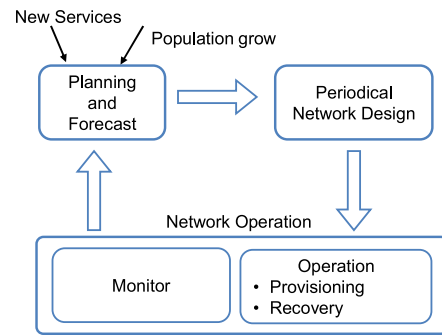 New Services
Population grow
Planning
and
Forecast
Periodical
Network Design
Network Operation
Monitor
Operation
• Provisioning
• Recovery